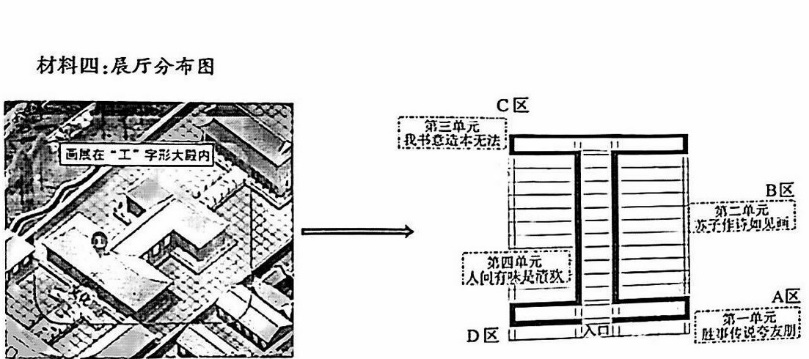 材料四:展厅分布图
画展在“工”字形大殿内
C区
第三单元
我书意造本无法
B区
第二单元
苏子作诗如见画
第四单元
人间有味是清欢
A区
第一单元
胜事传说夸友朋
D区
入口